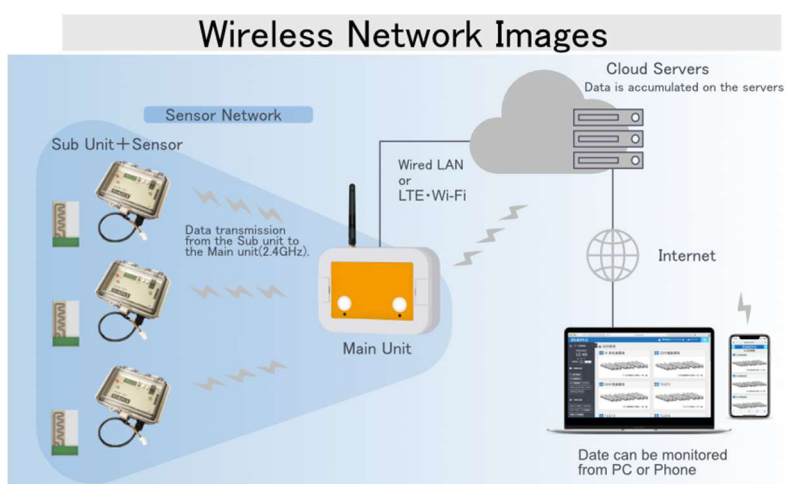 Wireless Network Images
Cloud Servers
Data is accumulated on the servers
Sensor Network
Sub Unit＋Sensor
Wired LAN
or
LTE・Wi-Fi
Data transmission
from the Sub unit to
the Main unit(2.4GHz).
Internet
Main Unit
Date can be monitored
from PC or Phone